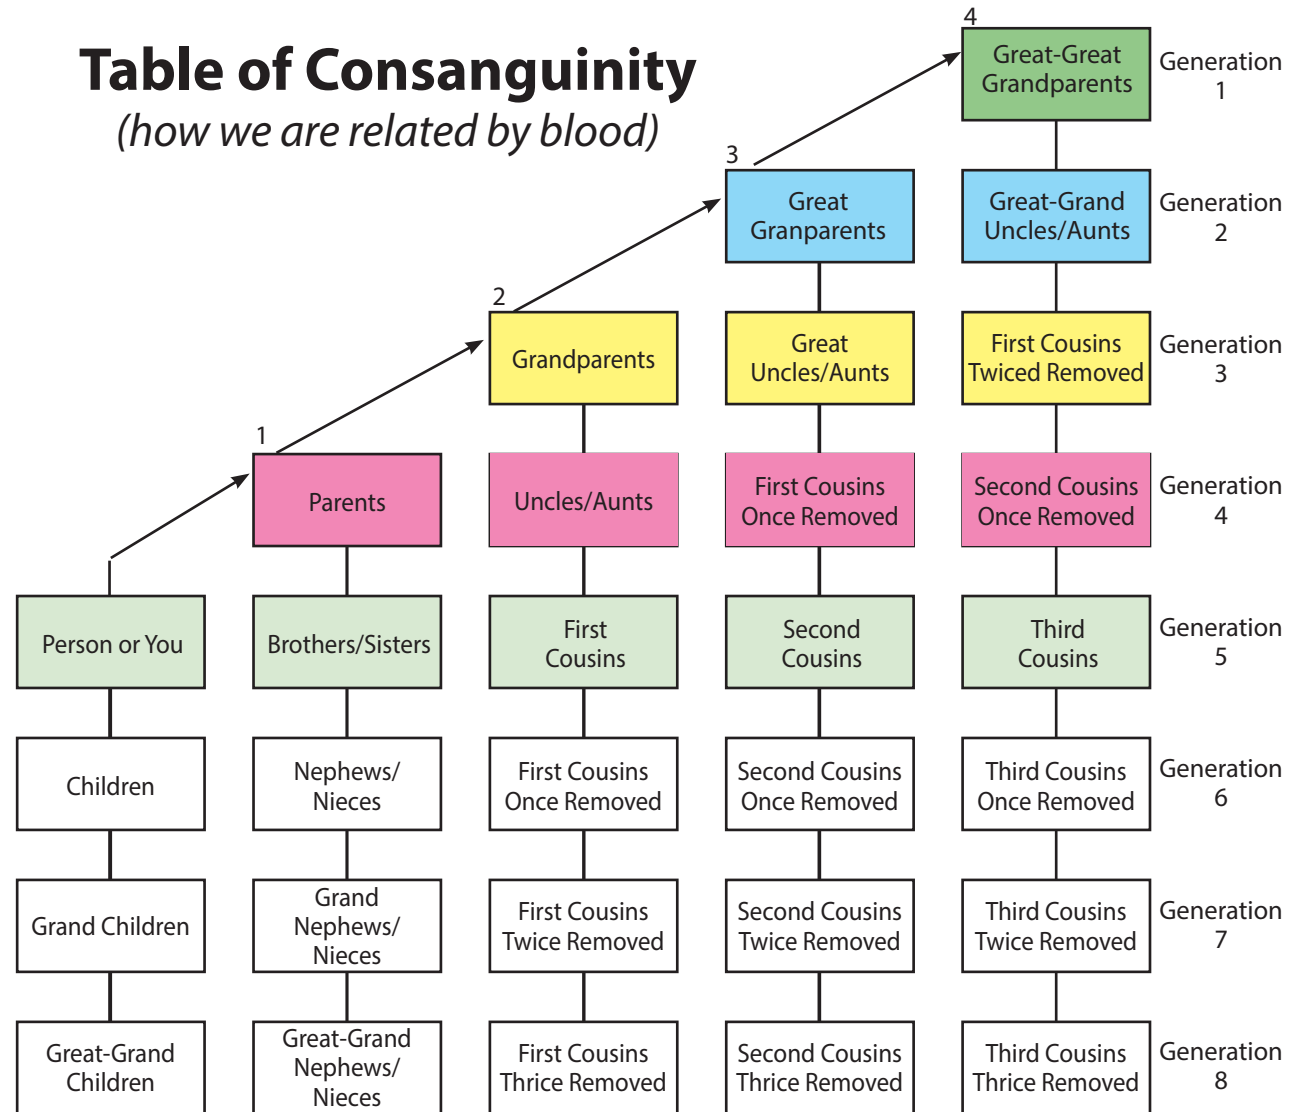 Table of Consanguinity
(how we are related by blood)
4
Great-Great
Grandparents
Generation
1
3
Great
Granparents
Great-Grand
Uncles/Aunts
Generation
2
2
Grandparents
Great
Uncles/Aunts
First Cousins
Twiced Removed
Generation
3
1
Parents
Uncles/Aunts
First Cousins
Once Removed
Second Cousins
Once Removed
Generation
4
Person or You
Brothers/Sisters
First
Cousins
Second
Cousins
Third
Cousins
Generation
5
Children
Nephews/
Nieces
First Cousins
Once Removed
Second Cousins
Once Removed
Third Cousins
Once Removed
Generation
6
Grand Children
Grand
Nephews/
Nieces
First Cousins
Twice Removed
Second Cousins
Twice Removed
Third Cousins
Twice Removed
Generation
7
Great-Grand
Children
Great-Grand
Nephews/
Nieces
First Cousins
Thrice Removed
Second Cousins
Thrice Removed
Third Cousins
Thrice Removed
Generation
8